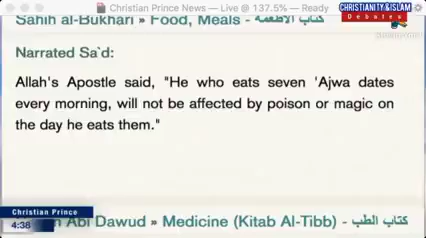 Christian Prince News — Live @ 137.5% — Ready
CHRISTIANITY & ISLAM
Debates
Sahih al-Bukhari » Food, Meals - كتاب الاطعمة
Narrated Sa`d:
Allah's Apostle said, "He who eats seven 'Ajwa dates
every morning, will not be affected by poison or magic on
the day he eats them."
Christian Prince
4:38
Abi Dawud » Medicine (Kitab Al-Tibb) - كتاب الطب